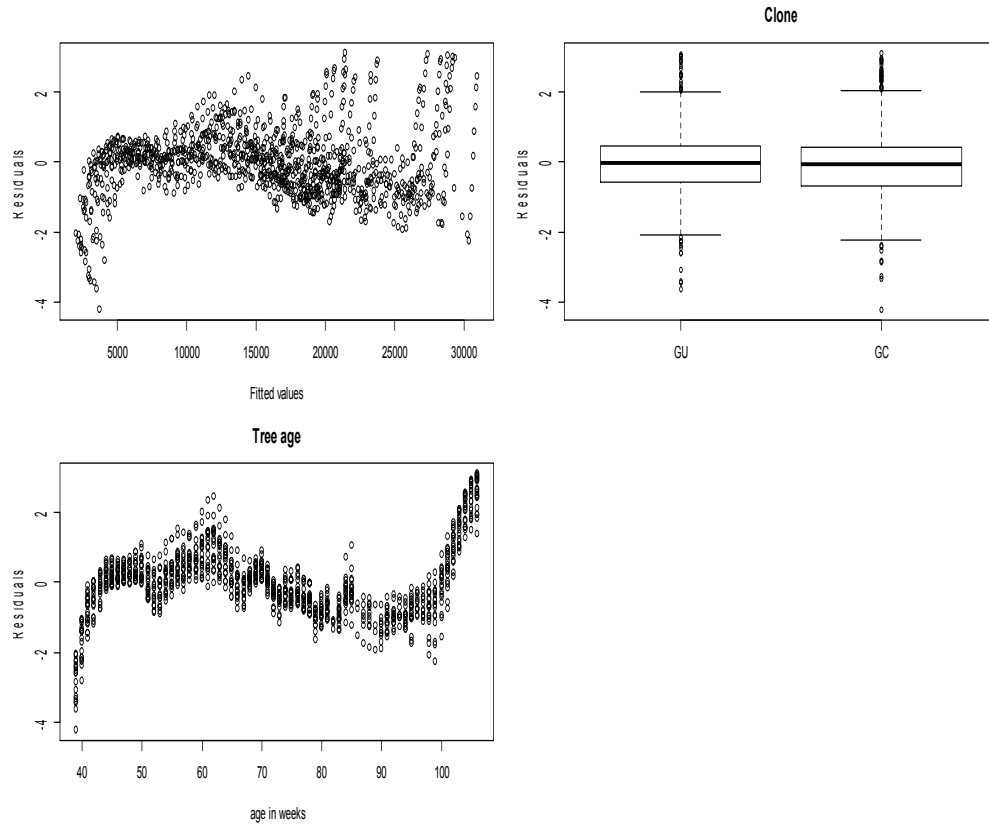 Clone
Residuals
2
0
-2
-4
5000 10000 15000 20000 25000 30000
Fitted values
Residuals
2
0
-2
-4
GU GC
Tree age
Residuals
2
0
-2
-4
40 50 60 70 80 90 100
age in weeks